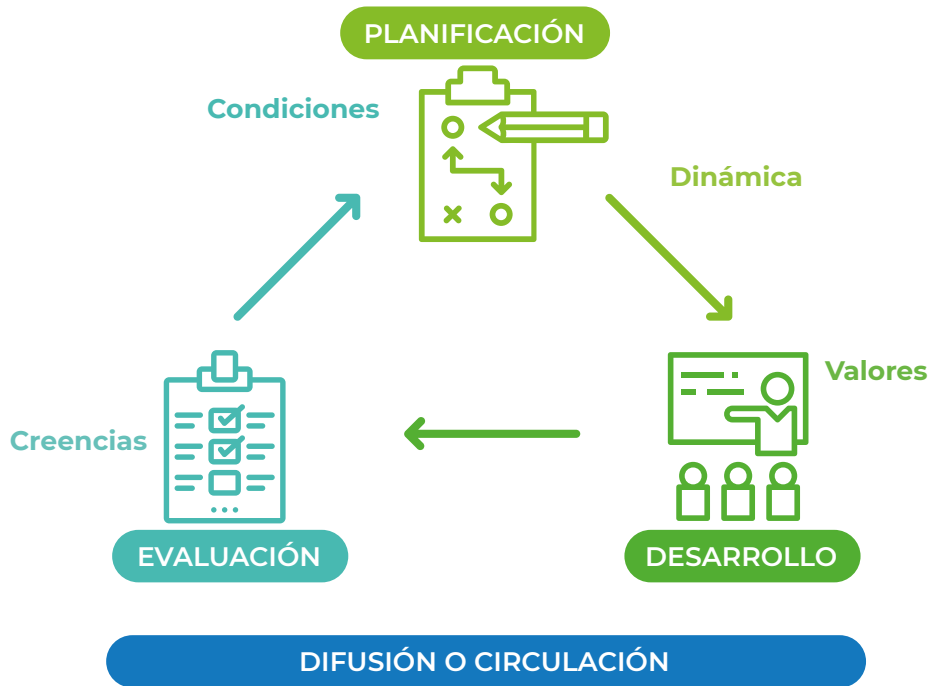 PLANIFICACIÓN
Condiciones
Dinámica
Valores
Creencias
EVALUACIÓN
DESARROLLO
DIFUSIÓN O CIRCULACIÓN